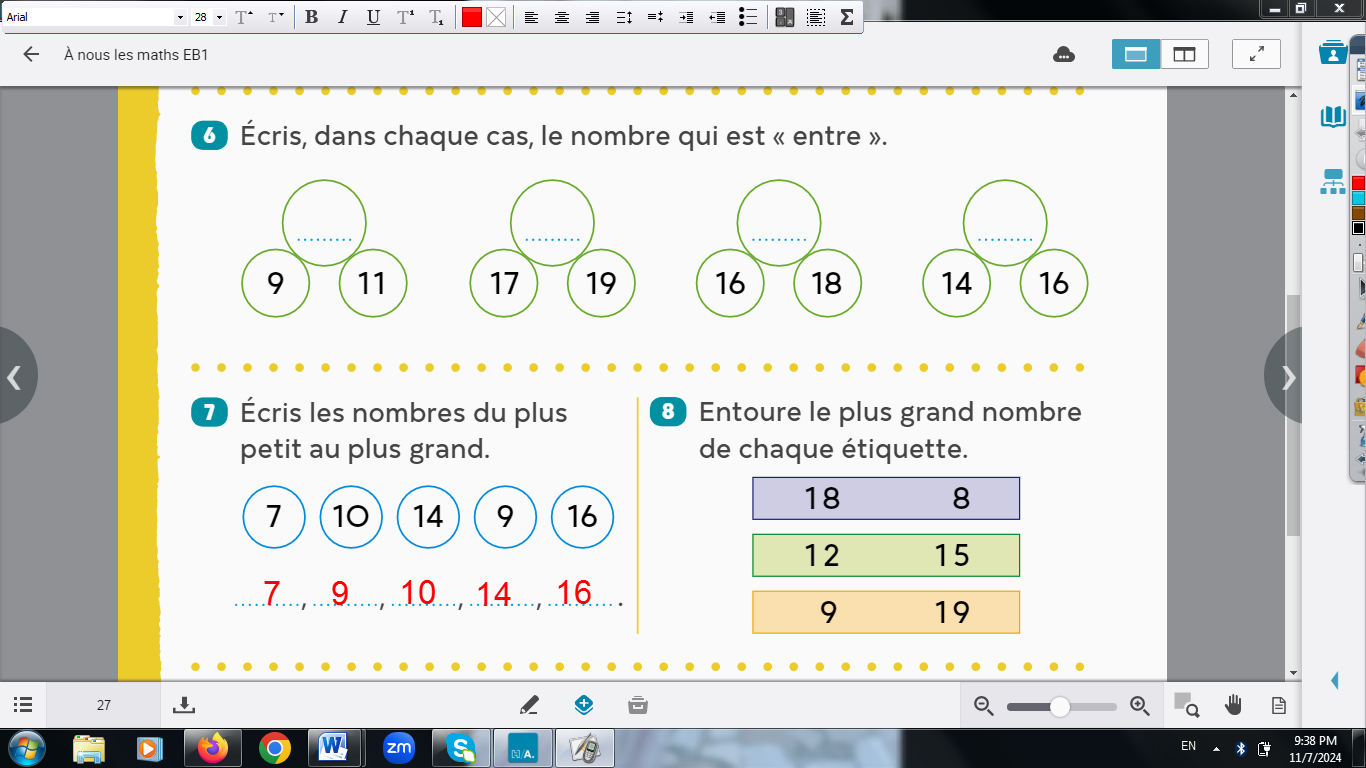 Arial 28 B I U T¹ T₁ Σ
À nous les maths EB1
6 Écris, dans chaque cas, le nombre qui est « entre ».
......... ......... ......... .........
9 11 17 19 16 18 14 16
7 Écris les nombres du plus
petit au plus grand.
7 10 14 9 16
7, 9, 10, 14, 16.
8 Entoure le plus grand nombre
de chaque étiquette.
18 8
12 15
9 19
27
W zm S H/A.
EN 9:38 PM
11/7/2024